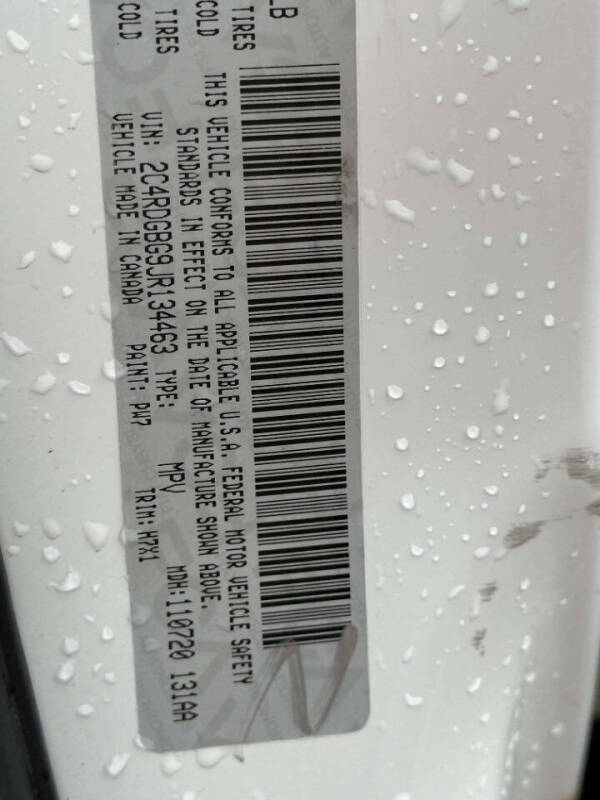 LB
TIRES COLD
TIRES COLD
THIS VEHICLE CONFORMS TO ALL APPLICABLE U.S.A. FEDERAL MOTOR VEHICLE SAFETY
STANDARDS IN EFFECT ON THE DATE OF MANUFACTURE SHOWN ABOVE.
MDH:110720 131AA
VIN: 2C4RDGBG9JR134463 TYPE: MPV
VEHICLE MADE IN CANADA PAINT: PW7 TRIM: H7X1